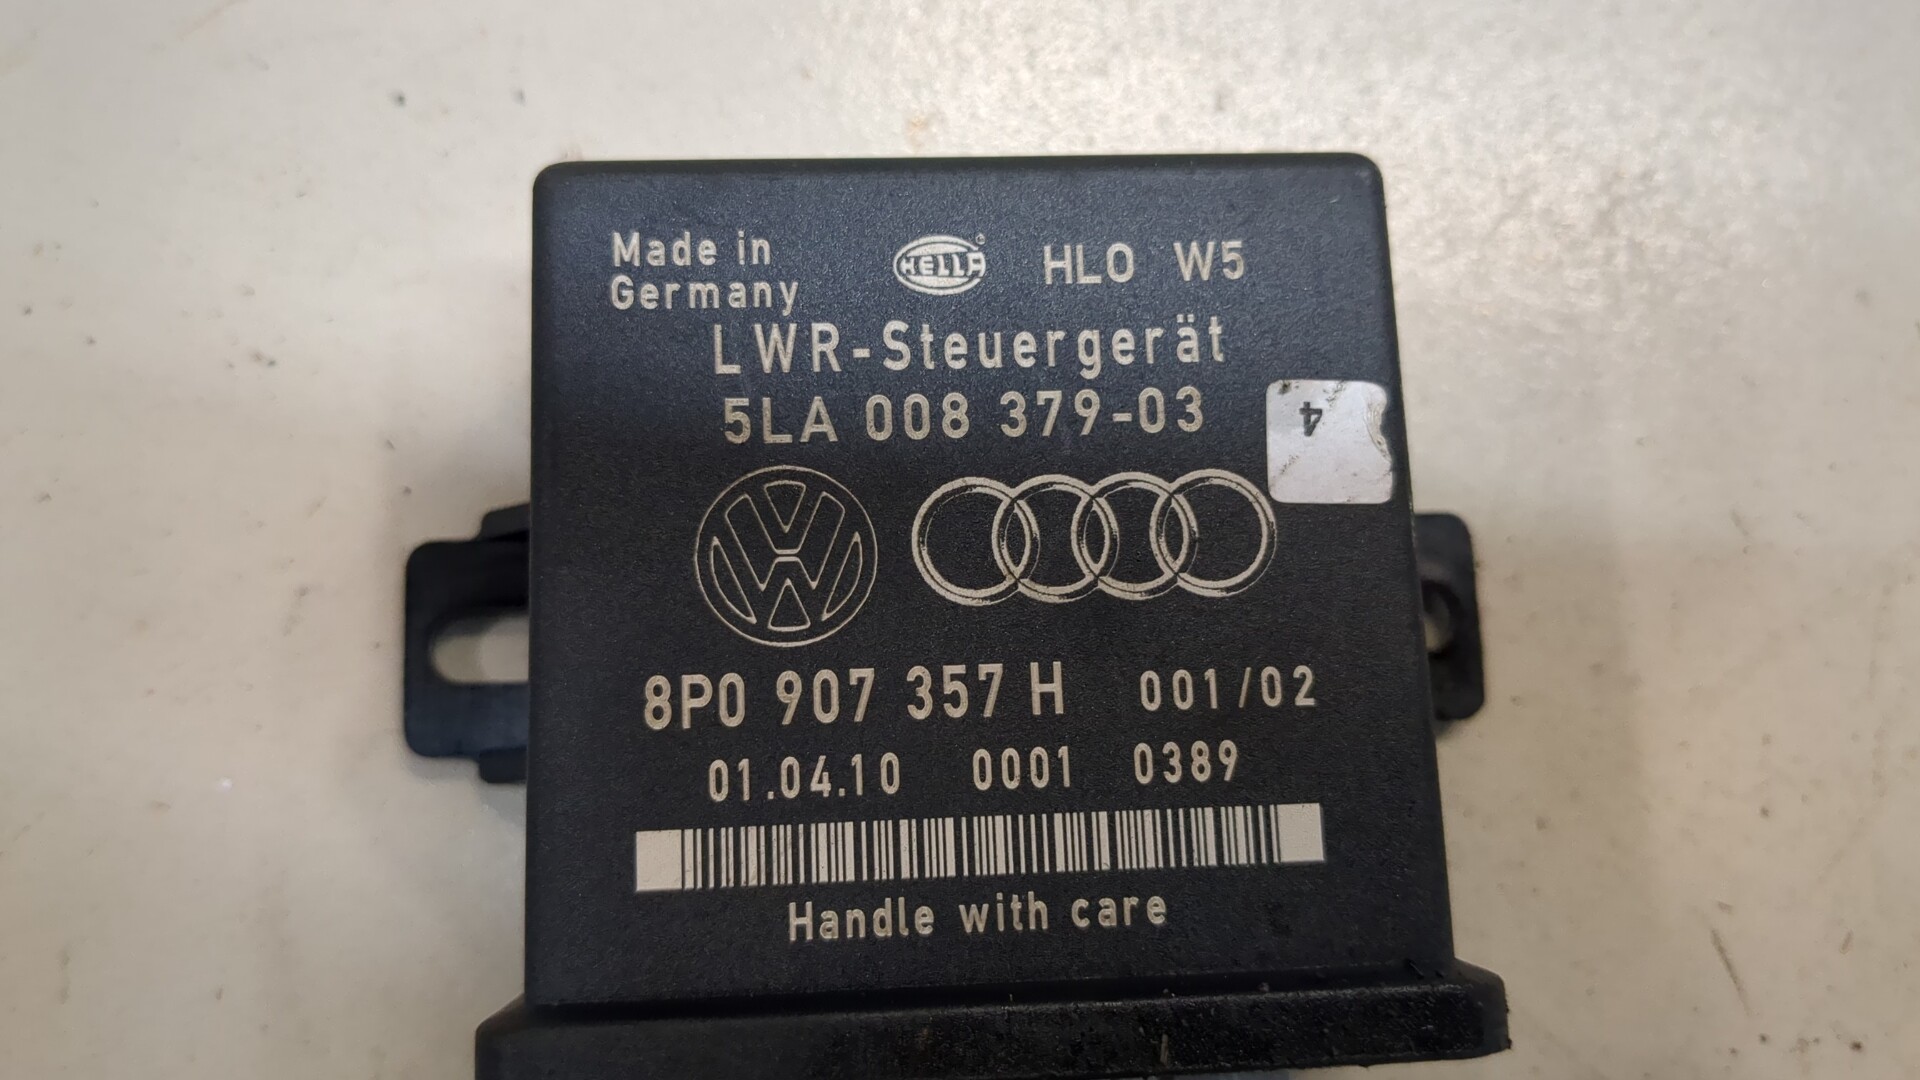 Made in
Germany
HELLA
HLO W5
LWR-Steuergerät
5LA 008 379-03
4
8P0 907 357 H 001/02
01.04.10 0001 0389
Handle with care